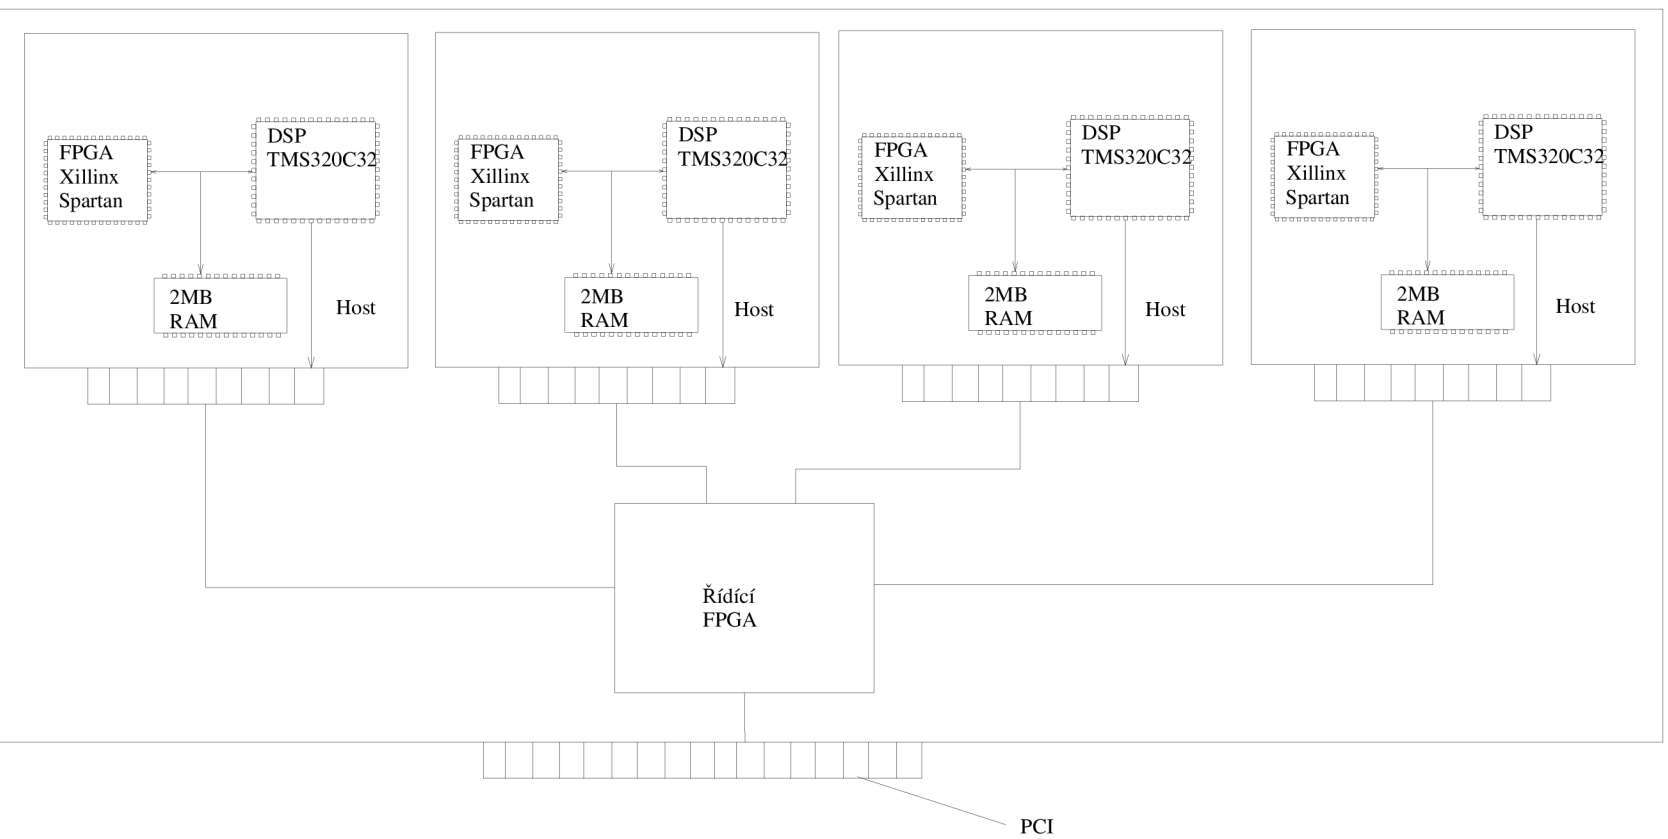 FPGA
Xillinx
Spartan
DSP
TMS320C32
2MB
RAM
Host
FPGA
Xillinx
Spartan
DSP
TMS320C32
2MB
RAM
Host
FPGA
Xillinx
Spartan
DSP
TMS320C32
2MB
RAM
Host
FPGA
Xillinx
Spartan
DSP
TMS320C32
2MB
RAM
Host
Řídící
FPGA
PCI